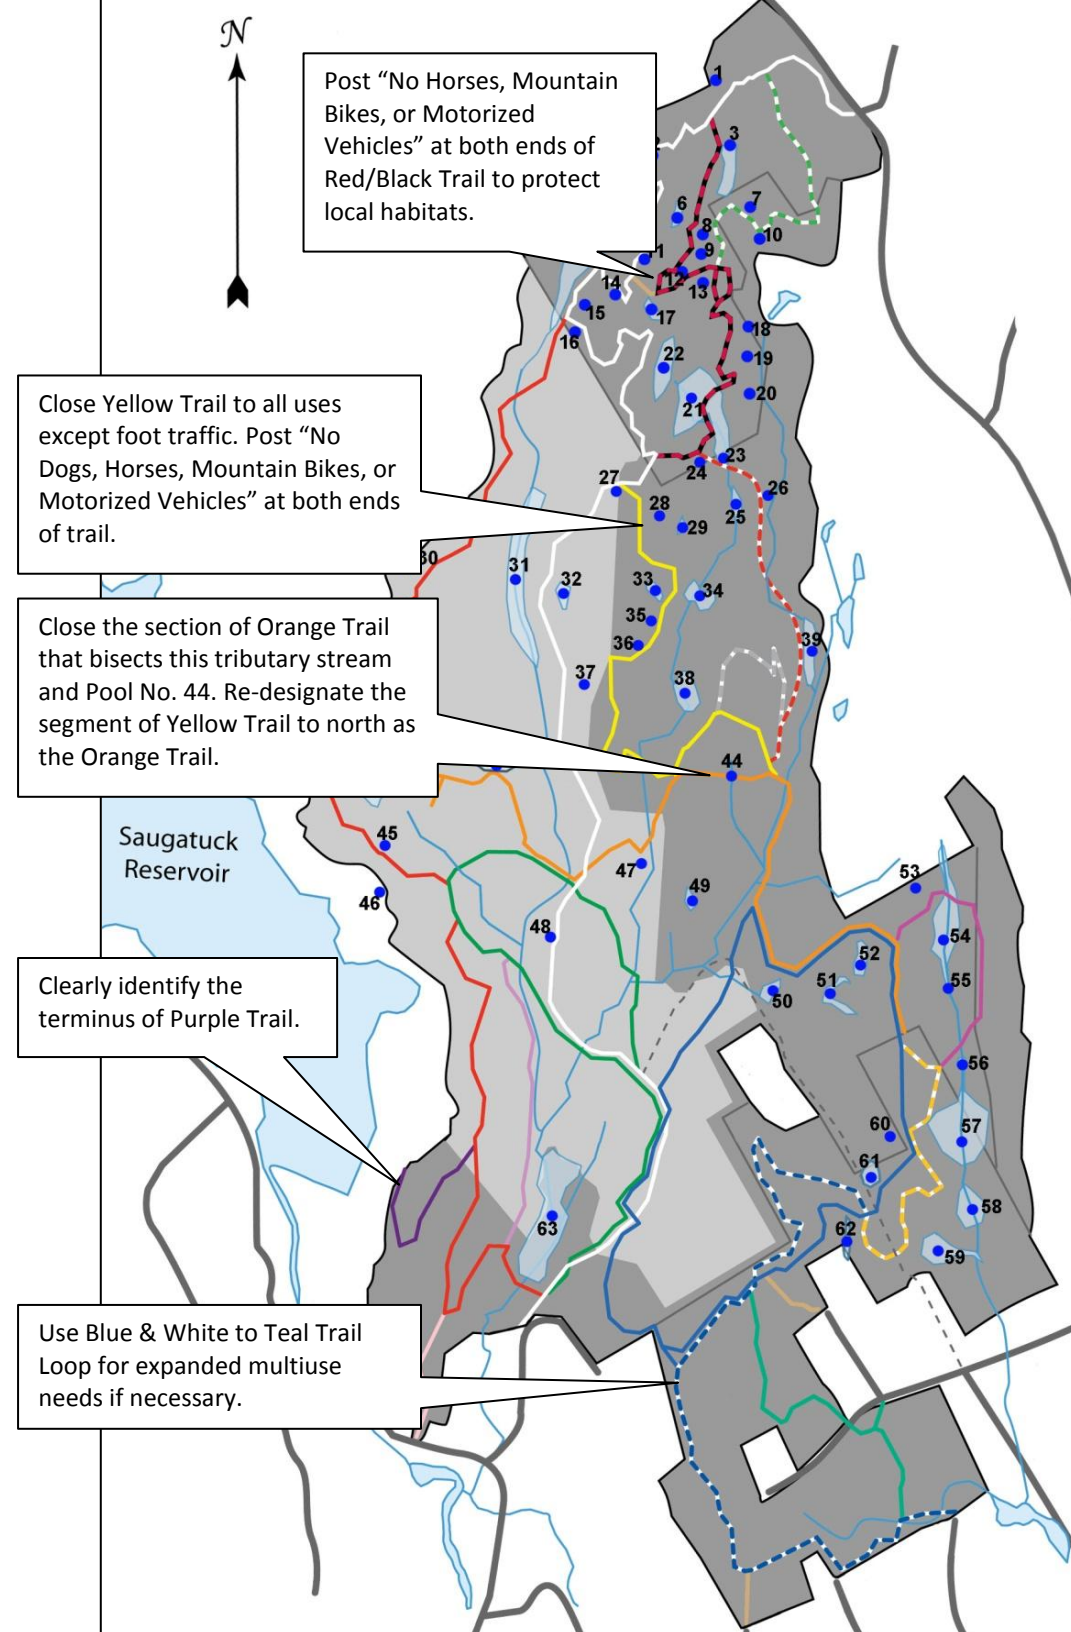 N
Post “No Horses, Mountain
Bikes, or Motorized
Vehicles” at both ends of
Red/Black Trail to protect
local habitats.
1
3
6
7
8
9
10
11
12
13
14
15
16
17
18
19
20
21
22
23
24
25
26
Close Yellow Trail to all uses
except foot traffic. Post “No
Dogs, Horses, Mountain Bikes, or
Motorized Vehicles” at both ends
of trail.
27
28
29
30
31
32
33
34
35
36
37
38
39
Close the section of Orange Trail
that bisects this tributary stream
and Pool No. 44. Re-designate the
segment of Yellow Trail to north as
the Orange Trail.
44
Saugatuck
Reservoir
45
46
47
48
49
50
51
52
53
54
55
56
57
58
59
60
61
62
63
Clearly identify the
terminus of Purple Trail.
Use Blue & White to Teal Trail
Loop for expanded multiuse
needs if necessary.